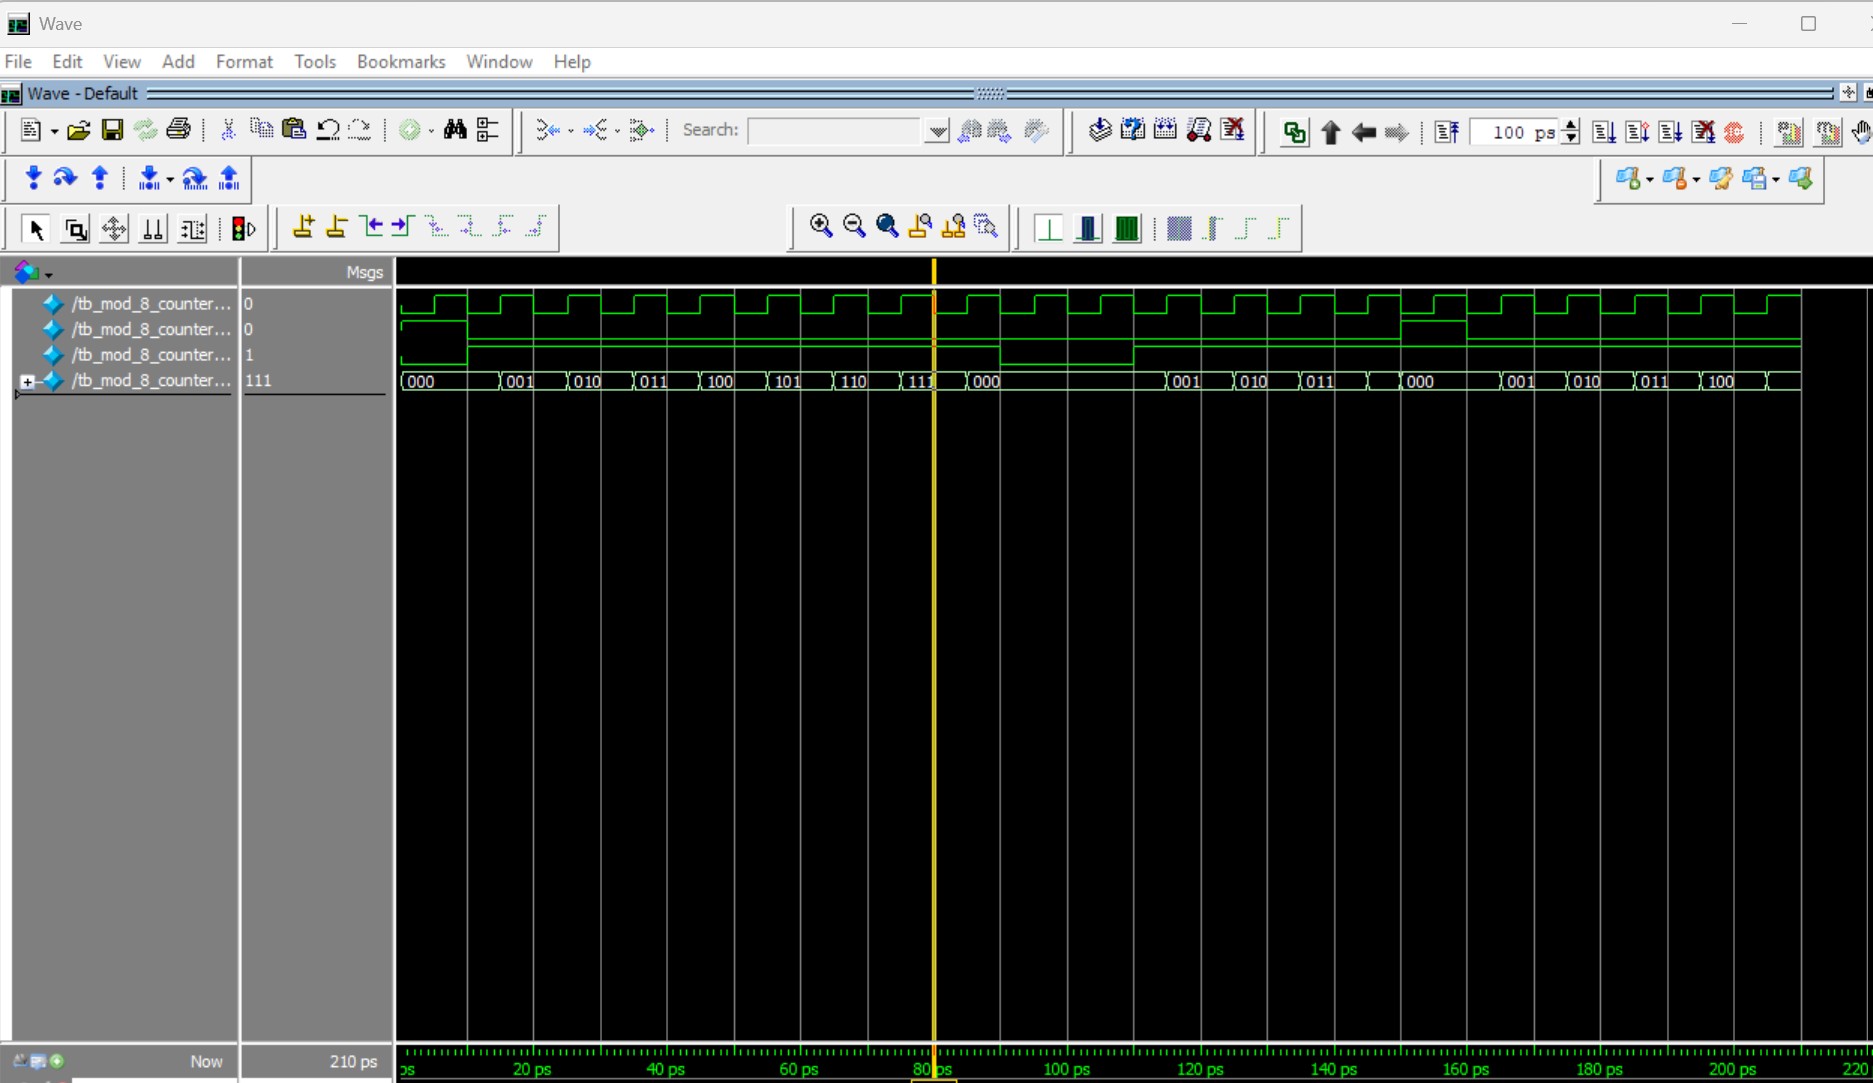 Wave
File Edit View Add Format Tools Bookmarks Window Help
Wave - Default
Search:
100 ps
Msgs
/tb_mod_8_counter... 0
/tb_mod_8_counter... 0
/tb_mod_8_counter... 1
/tb_mod_8_counter... 111 000 001 010 011 100 101 110 111 000 001 010 011 000 001 010 011 100
Now 210 ps
ps 20 ps 40 ps 60 ps 80 ps 100 ps 120 ps 140 ps 160 ps 180 ps 200 ps 220